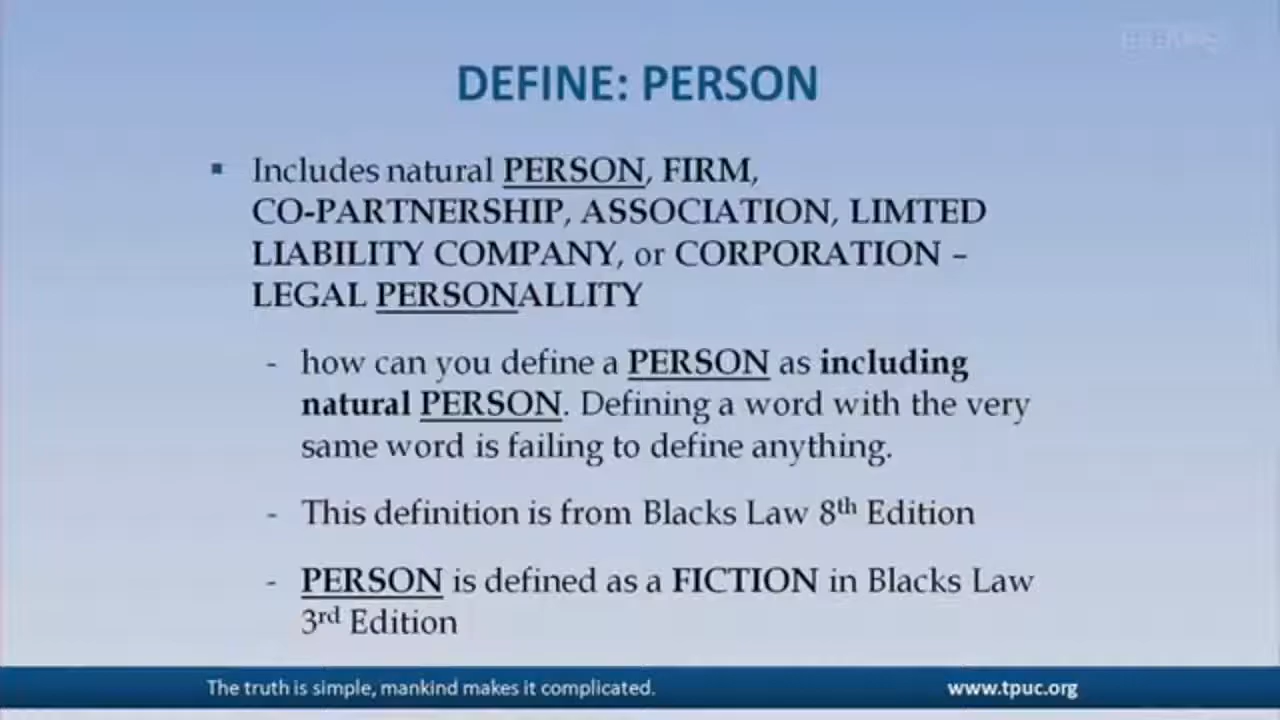 DEFINE: PERSON
▪ Includes natural PERSON, FIRM,
CO-PARTNERSHIP, ASSOCIATION, LIMTED
LIABILITY COMPANY, or CORPORATION –
LEGAL PERSONALLITY
- how can you define a PERSON as including
natural PERSON. Defining a word with the very
same word is failing to define anything.
- This definition is from Blacks Law 8th Edition
- PERSON is defined as a FICTION in Blacks Law
3rd Edition
The truth is simple, mankind makes it complicated.
www.tpuc.org